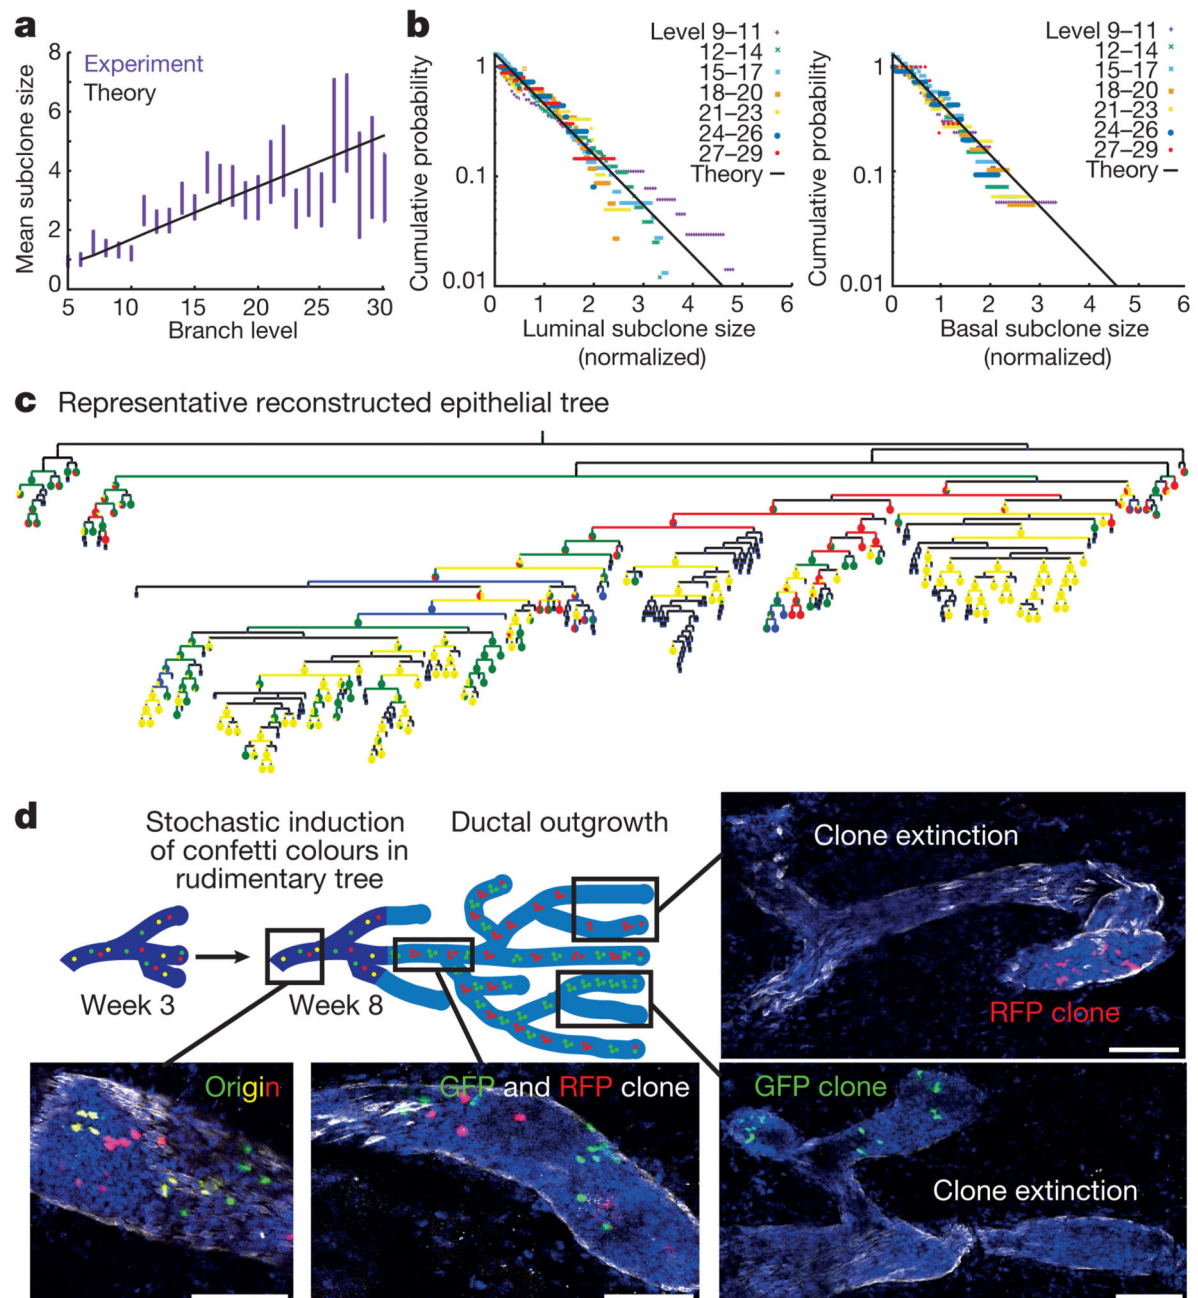 a
8
6
4
2
0
Mean subclone size
Experiment
Theory
5 10 15 20 25 30
Branch level
b
Cumulative probability
1
0.1
0.01
Level 9–11
12–14
15–17
18–20
21–23
24–26
27–29
Theory
0 1 2 3 4 5 6
Luminal subclone size
(normalized)
Cumulative probability
1
0.1
0.01
Level 9–11
12–14
15–17
18–20
21–23
24–26
27–29
Theory
0 1 2 3 4 5 6
Basal subclone size
(normalized)
c Representative reconstructed epithelial tree
d
Stochastic induction
of confetti colours in
rudimentary tree
Ductal outgrowth
Week 3
Week 8
Clone extinction
RFP clone
Origin
GFP and RFP clone
GFP clone
Clone extinction